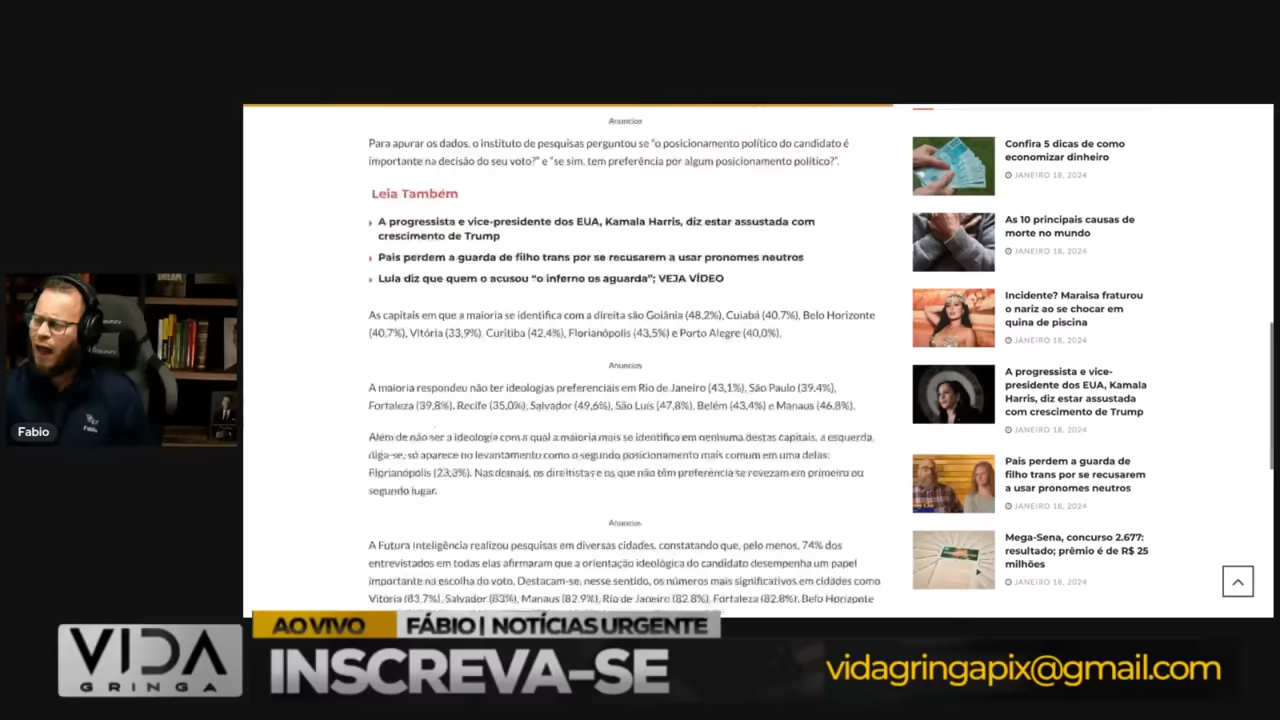 Anuncios
Para apurar os dados, o instituto de pesquisas perguntou se "o posicionamento político do candidato é
importante na decisão do seu voto?" e "se sim, tem preferência por algum posicionamento político?".
Leia Também
A progressista e vice-presidente dos EUA, Kamala Harris, diz estar assustada com
crescimento de Trump
Pais perdem a guarda de filho trans por se recusarem a usar pronomes neutros
Lula diz que quem o acusou "o inferno os aguarda"; VEJA VÍDEO
As capitais em que a maioria se identifica com a direita são Goiânia (48,2%), Cuiabá (40,7%), Belo Horizonte
(40,7%), Vitória (33,9%), Curitiba (42,4%), Florianópolis (43,5%) e Porto Alegre (40,0%).
Anuncios
A maioria respondeu não ter ideologias preferenciais em Rio de Janeiro (43,1%), São Paulo (39,4%),
Fortaleza (39,8%), Recife (35,0%), Salvador (49,6%), São Luís (47,8%), Belém (43,4%) e Manaus (46,8%).
Além de não ser a ideologia com a qual a maioria mais se identifica em nenhuma destas capitais, a esquerda,
diga-se, só aparece no levantamento como o segundo posicionamento mais comum em uma delas:
Florianópolis (23,3%). Nas demais, os direitistas e os que não têm preferência se revezam em primeiro ou
segundo lugar.
Anuncios
A Futura Inteligência realizou pesquisas em diversas cidades, constatando que, pelo menos, 74% dos
entrevistados em todas elas afirmaram que a orientação ideológica do candidato desempenha um papel
importante na escolha do voto. Destacam-se, nesse sentido, os números mais significativos em cidades como
Vitória (83,7%), Salvador (83%), Manaus (82,9%), Rio de Janeiro (82,8%), Fortaleza (82,8%), Belo Horizonte
Confira 5 dicas de como
economizar dinheiro
JANEIRO 18, 2024
As 10 principais causas de
morte no mundo
JANEIRO 18, 2024
Incidente? Maraisa fraturou
o nariz ao se chocar em
quina de piscina
JANEIRO 18, 2024
A progressista e vice-
presidente dos EUA, Kamala
Harris, diz estar assustada
com crescimento de Trump
JANEIRO 18, 2024
Pais perdem a guarda de
filho trans por se recusarem
a usar pronomes neutros
JANEIRO 18, 2024
Mega-Sena, concurso 2.677:
resultado; prêmio é de R$ 25
milhões
JANEIRO 18, 2024
DREAM
Fabio
AO VIVO FÁBIO | NOTÍCIAS URGENTE
VIDA
GRINGA
INSCREVA-SE
vidagringapix@gmail.com